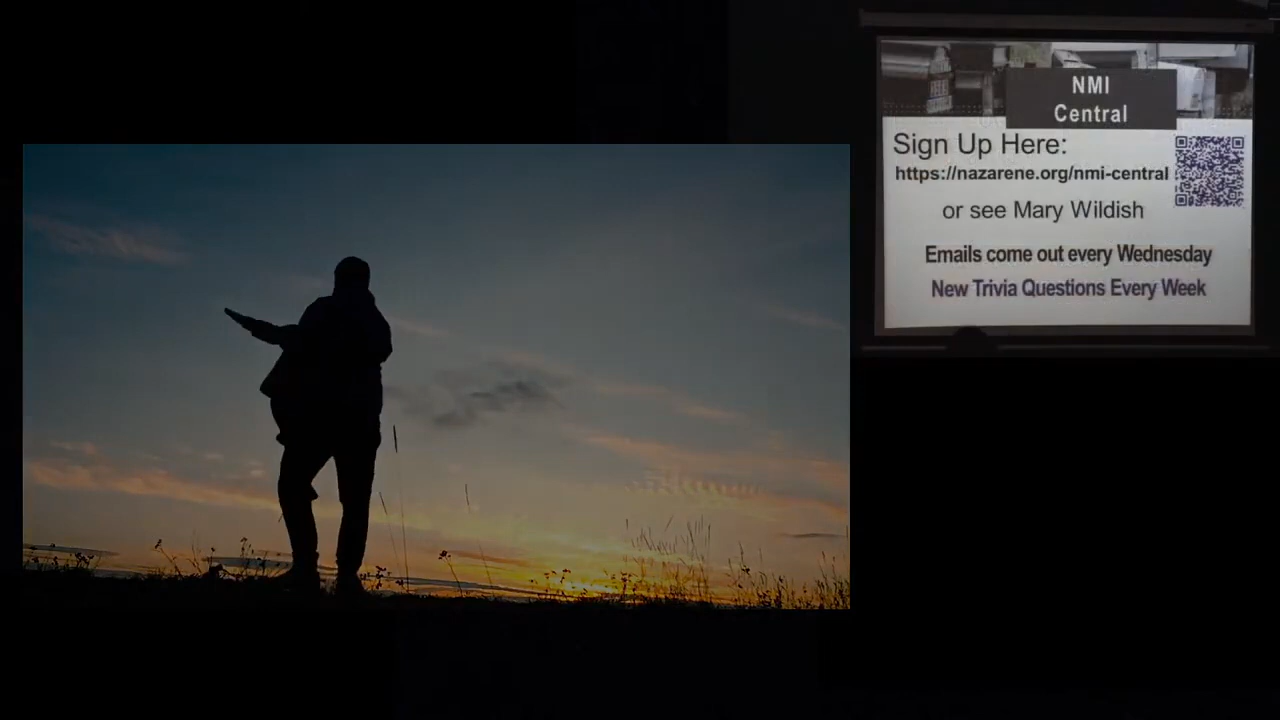 NMI
Central
Sign Up Here:
https://nazarene.org/nmi-central
or see Mary Wildish
Emails come out every Wednesday
New Trivia Questions Every Week